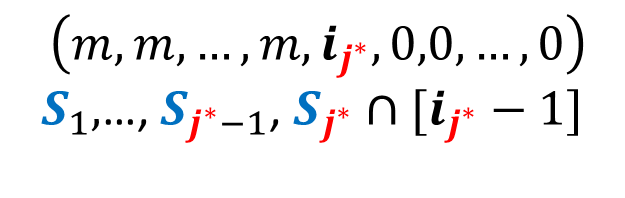 (m, m, … , m, i_{j*}, 0,0, … , 0)
S_1,…, S_{j*−1}, S_{j*} ∩ [i_{j*} − 1]